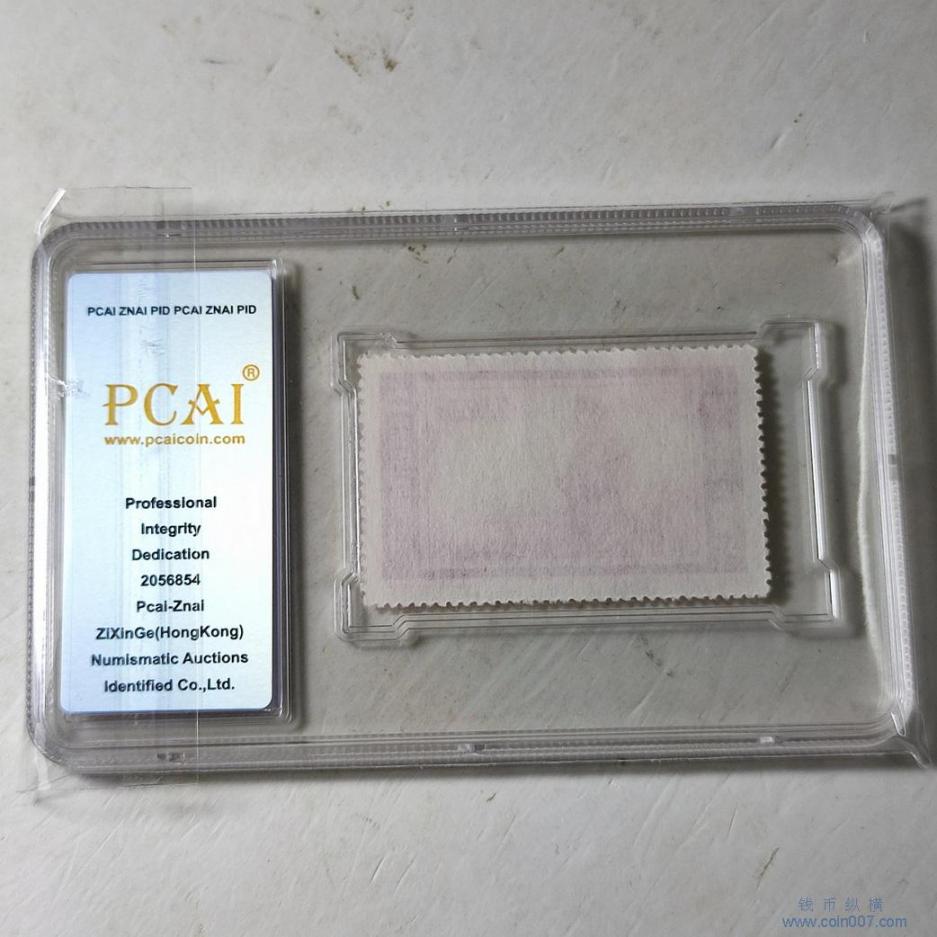 PCAI ZNAI PID PCAI ZNAI PID
PCAI®
www.pcaicoin.com
Professional
Integrity
Dedication
2056854
Pcai-Znai
ZiXinGe(HongKong)
Numismatic Auctions
Identified Co.,Ltd.
钱币纵横
www.coin007.com